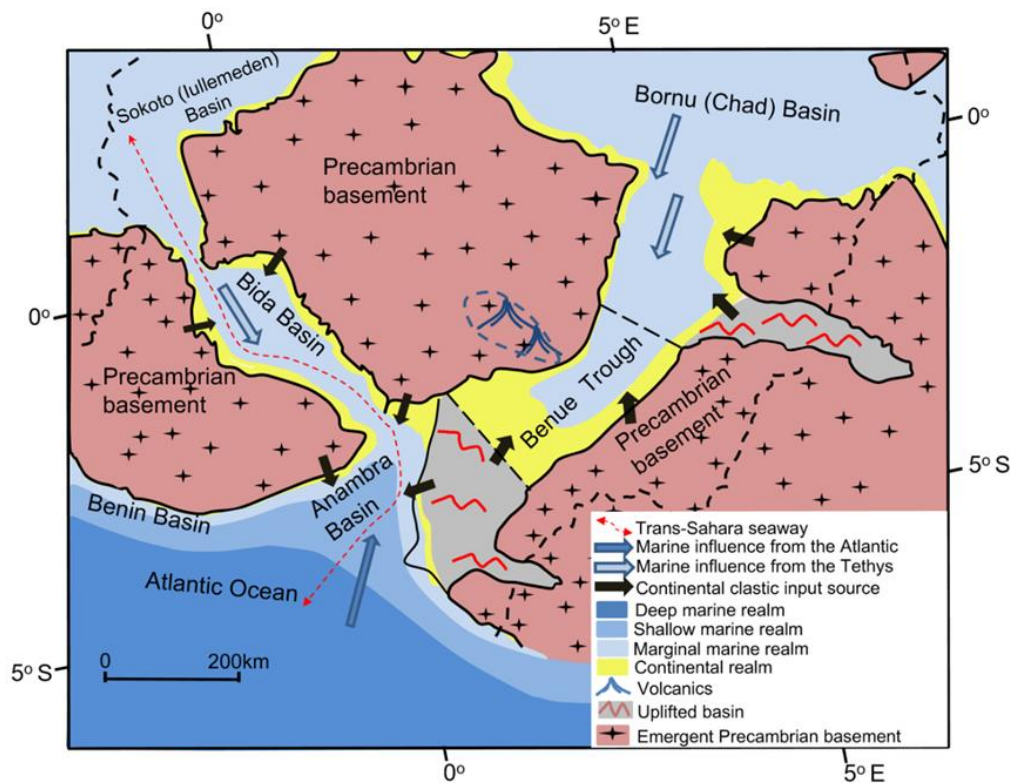 0°
5° E
Sokoto (Iullemeden)
Basin
Bornu (Chad) Basin
0°
Precambrian
basement
Bida Basin
0°
Precambrian
basement
Benue Trough
Precambrian
basement
Anambra
Basin
5° S
Benin Basin
Atlantic Ocean
0
200km
5° S
Trans-Sahara seaway
Marine influence from the Atlantic
Marine influence from the Tethys
Continental clastic input source
Deep marine realm
Shallow marine realm
Marginal marine realm
Continental realm
Volcanics
Uplifted basin
Emergent Precambrian basement
0°
5° E